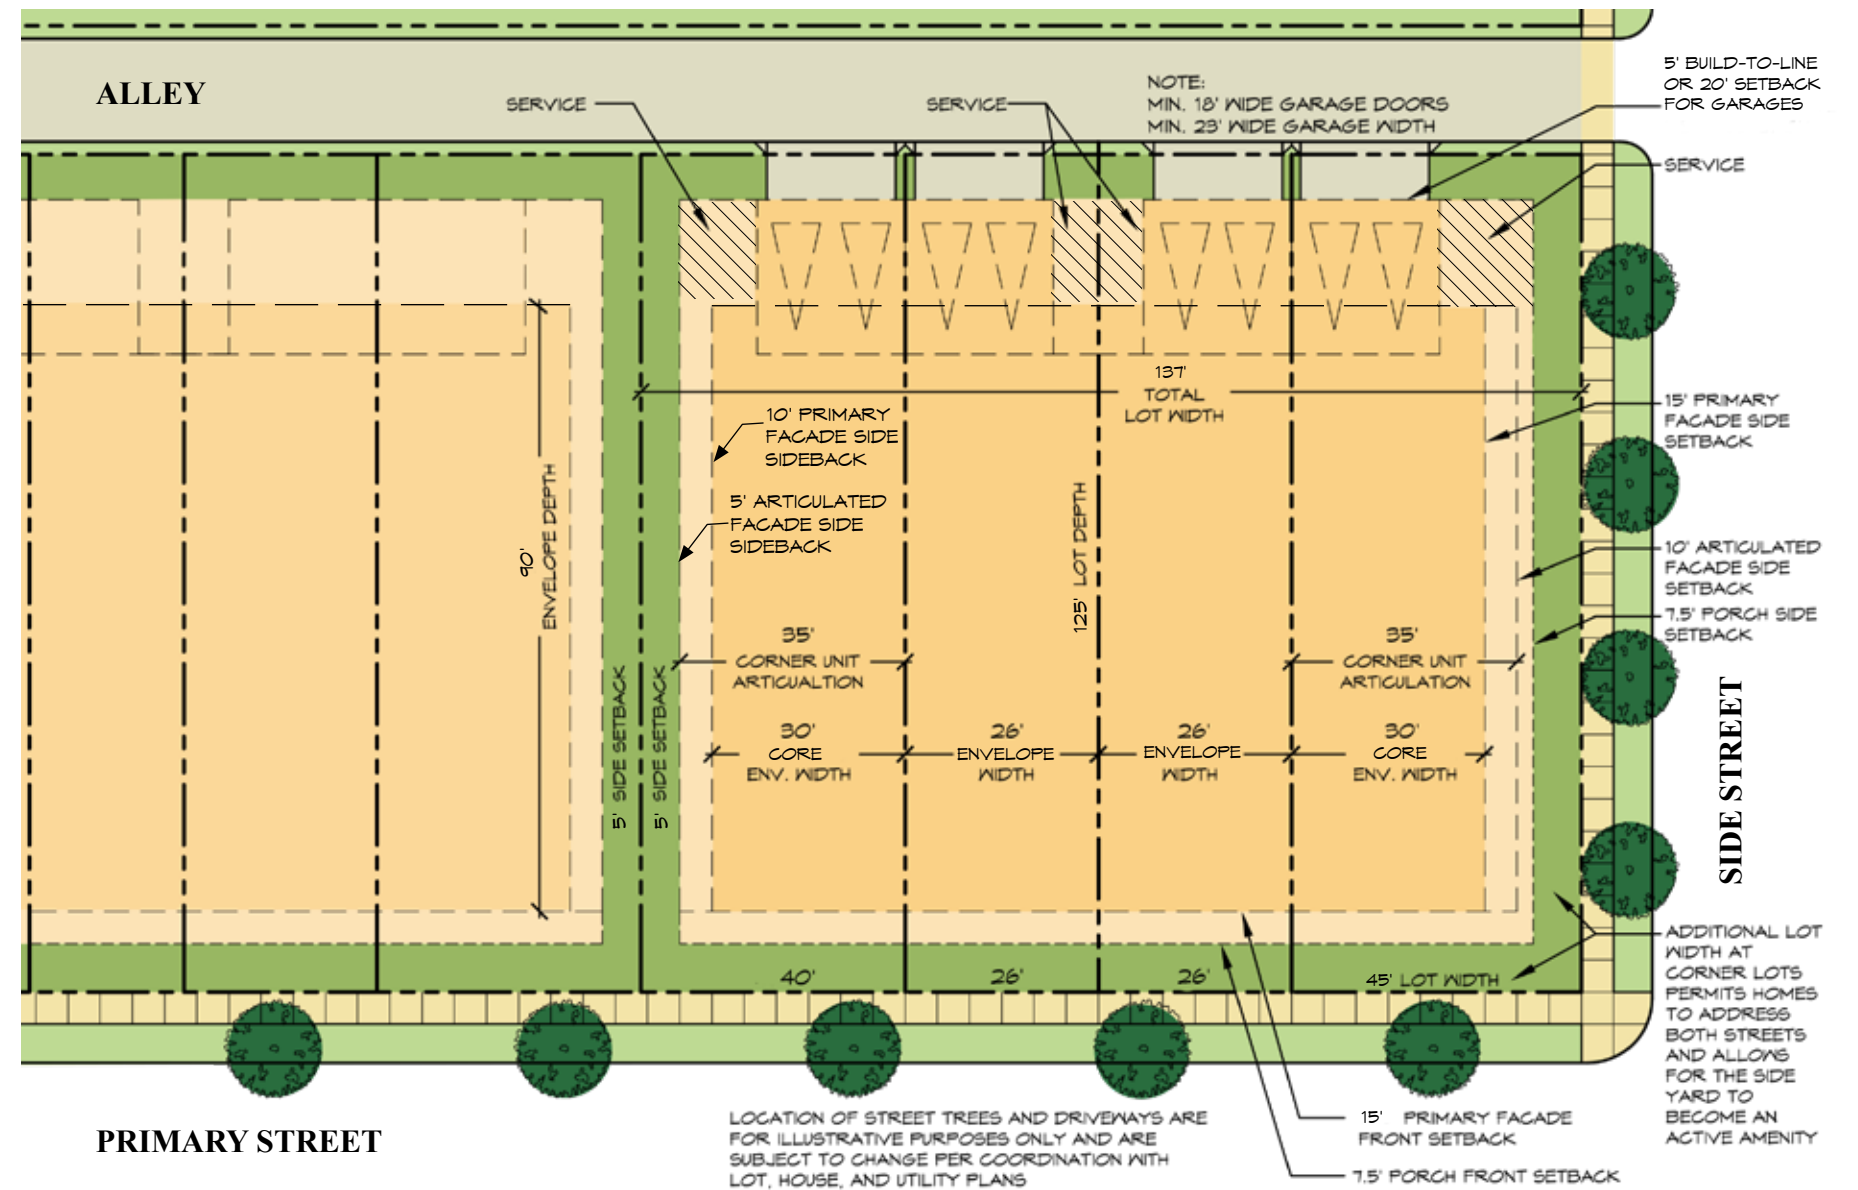 ALLEY
SERVICE
SERVICE
NOTE:
MIN. 18' WIDE GARAGE DOORS
MIN. 23' WIDE GARAGE WIDTH
5' BUILD-TO-LINE
OR 20' SETBACK
FOR GARAGES
SERVICE
137'
TOTAL
LOT WIDTH
10' PRIMARY
FACADE SIDE
SIDEBACK
5' ARTICULATED
FACADE SIDE
SIDEBACK
90'
ENVELOPE DEPTH
125' LOT DEPTH
15' PRIMARY
FACADE SIDE
SETBACK
10' ARTICULATED
FACADE SIDE
SETBACK
7.5' PORCH SIDE
SETBACK
35'
CORNER UNIT
ARTICUALTION
35'
CORNER UNIT
ARTICULATION
5' SIDE SETBACK
5' SIDE SETBACK
30'
CORE
ENV. WIDTH
26'
ENVELOPE
WIDTH
26'
ENVELOPE
WIDTH
30'
CORE
ENV. WIDTH
SIDE STREET
40'
26'
26'
45' LOT WIDTH
ADDITIONAL LOT
WIDTH AT
CORNER LOTS
PERMITS HOMES
TO ADDRESS
BOTH STREETS
AND ALLOWS
FOR THE SIDE
YARD TO
BECOME AN
ACTIVE AMENITY
PRIMARY STREET
LOCATION OF STREET TREES AND DRIVEWAYS ARE
FOR ILLUSTRATIVE PURPOSES ONLY AND ARE
SUBJECT TO CHANGE PER COORDINATION WITH
LOT, HOUSE, AND UTILITY PLANS
15' PRIMARY FACADE
FRONT SETBACK
7.5' PORCH FRONT SETBACK